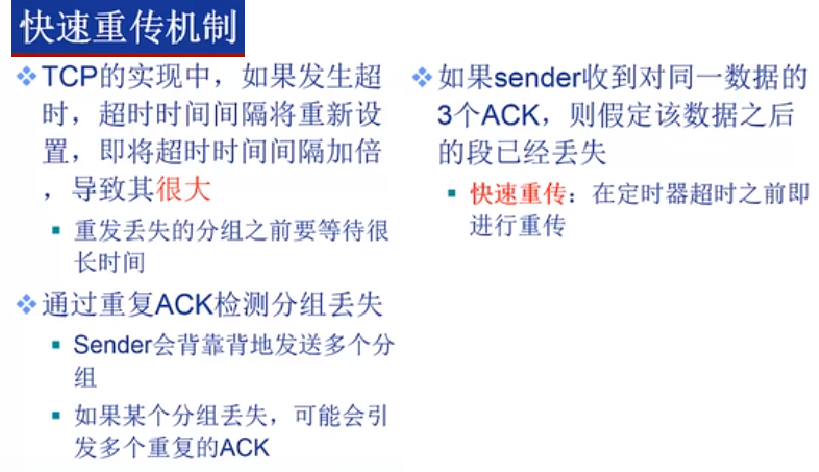 快速重传机制
TCP的实现中，如果发生超
时，超时时间间隔将重新设
置，即将超时时间间隔加倍
，导致其很大
重发丢失的分组之前要等待很
长时间
通过重复ACK检测分组丢失
Sender会背靠背地发送多个分
组
如果某个分组丢失，可能会引
发多个重复的ACK
如果sender收到对同一数据的
3个ACK，则假定该数据之后
的段已经丢失
快速重传：在定时器超时之前即
进行重传